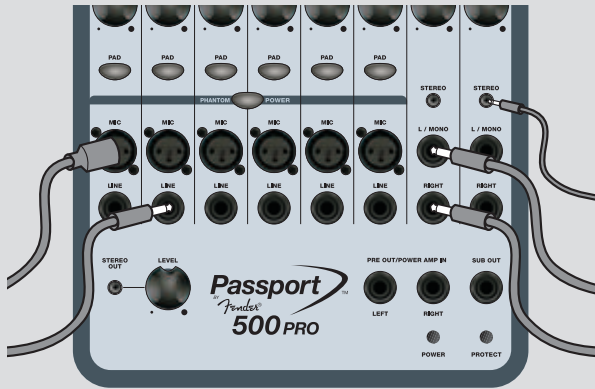 PAD PAD PAD PAD PAD PAD
STEREO STEREO
PHANTOM POWER
MIC MIC MIC MIC MIC MIC L / MONO L / MONO
LINE LINE LINE LINE LINE LINE RIGHT RIGHT
STEREO OUT LEVEL
Passport™
BY Fender®
500 PRO
PRE OUT/POWER AMP IN SUB OUT
LEFT RIGHT
POWER PROTECT